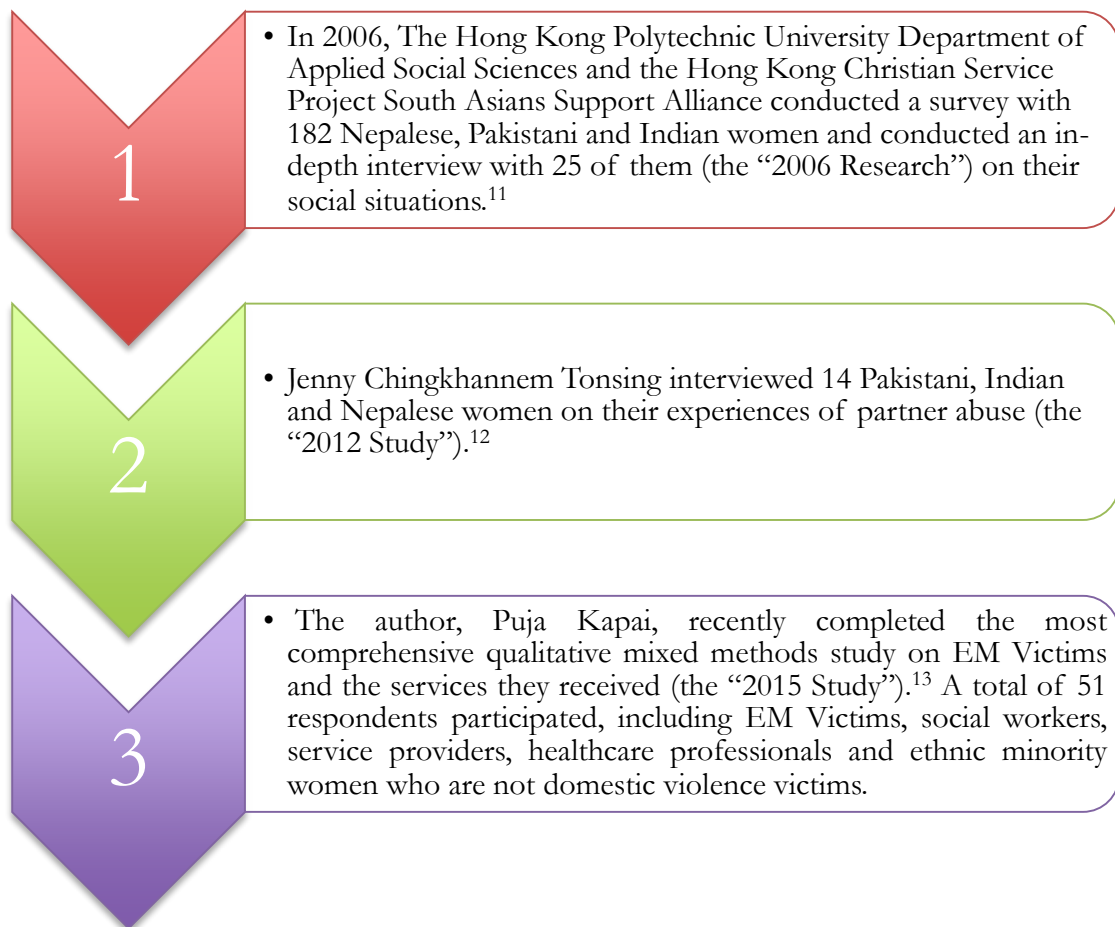 1
• In 2006, The Hong Kong Polytechnic University Department of
Applied Social Sciences and the Hong Kong Christian Service
Project South Asians Support Alliance conducted a survey with
182 Nepalese, Pakistani and Indian women and conducted an in-
depth interview with 25 of them (the “2006 Research”) on their
social situations.11
2
• Jenny Chingkhannem Tonsing interviewed 14 Pakistani, Indian
and Nepalese women on their experiences of partner abuse (the
“2012 Study”).12
3
• The author, Puja Kapai, recently completed the most
comprehensive qualitative mixed methods study on EM Victims
and the services they received (the “2015 Study”).13 A total of 51
respondents participated, including EM Victims, social workers,
service providers, healthcare professionals and ethnic minority
women who are not domestic violence victims.